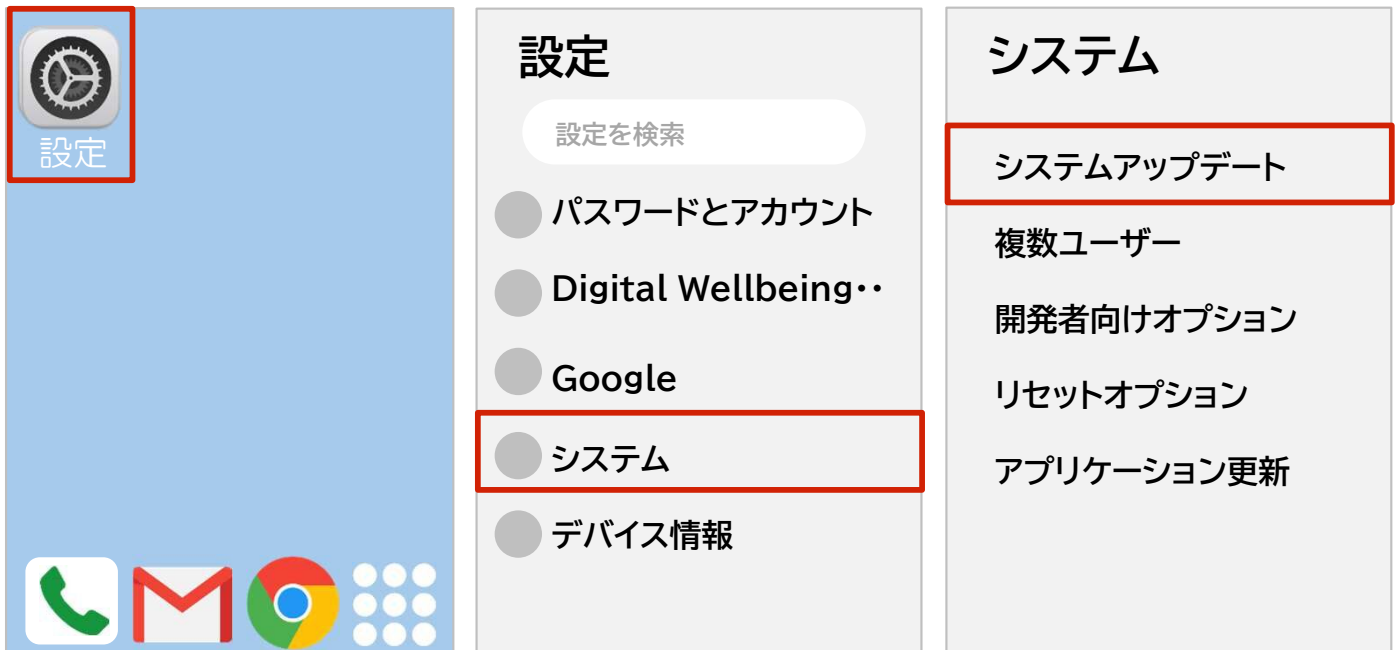 設定
設定
設定を検索
パスワードとアカウント
Digital Wellbeing・・
Google
システム
デバイス情報
システム
システムアップデート
複数ユーザー
開発者向けオプション
リセットオプション
アプリケーション更新